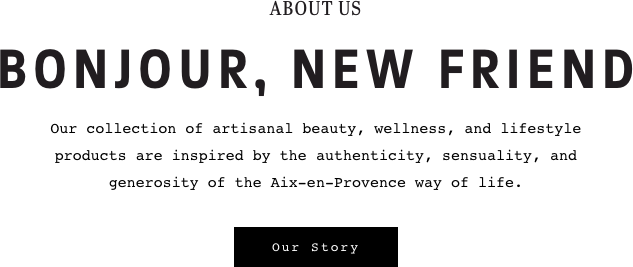 ABOUT US
BONJOUR, NEW FRIEND
Our collection of artisanal beauty, wellness, and lifestyle
products are inspired by the authenticity, sensuality, and
generosity of the Aix-en-Provence way of life.
Our Story